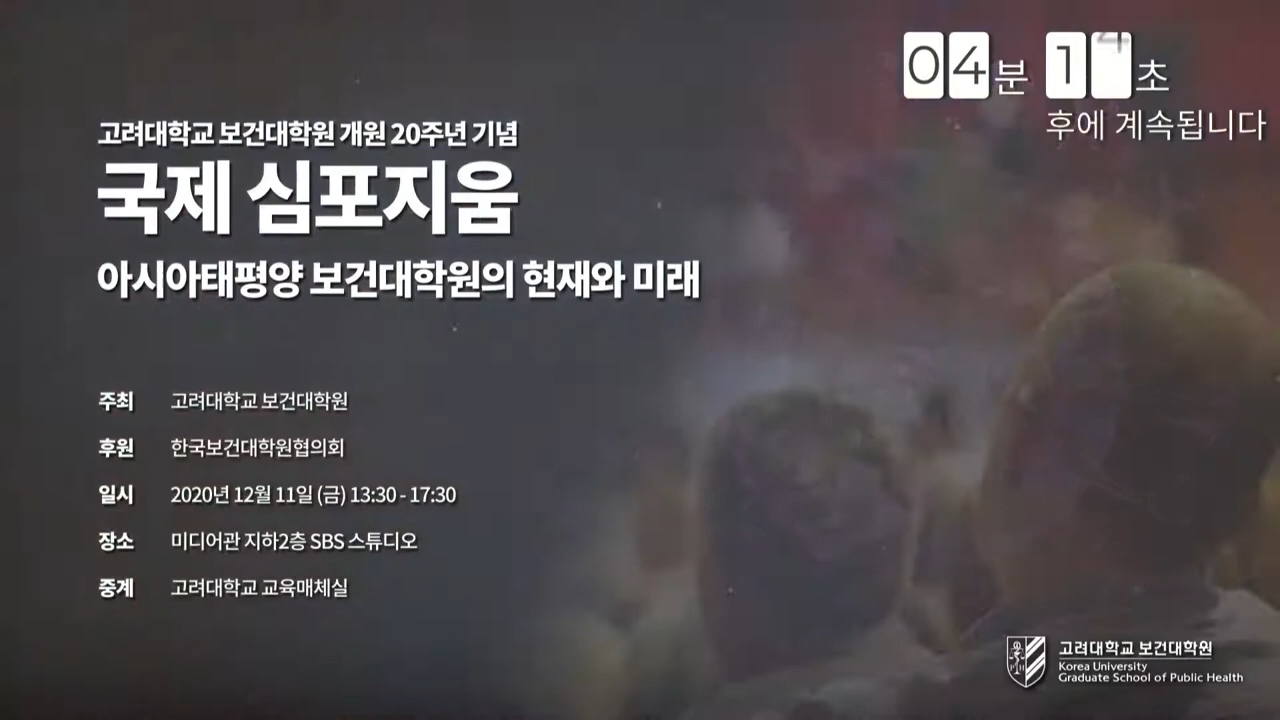 04분 1 초
후에 계속됩니다
고려대학교 보건대학원 개원 20주년 기념
국제 심포지움
아시아태평양 보건대학원의 현재와 미래
주최 고려대학교 보건대학원
후원 한국보건대학원협의회
일시 2020년 12월 11일 (금) 13:30 - 17:30
장소 미디어관 지하2층 SBS 스튜디오
중계 고려대학교 교육매체실
고려대학교 보건대학원
Korea University
Graduate School of Public Health